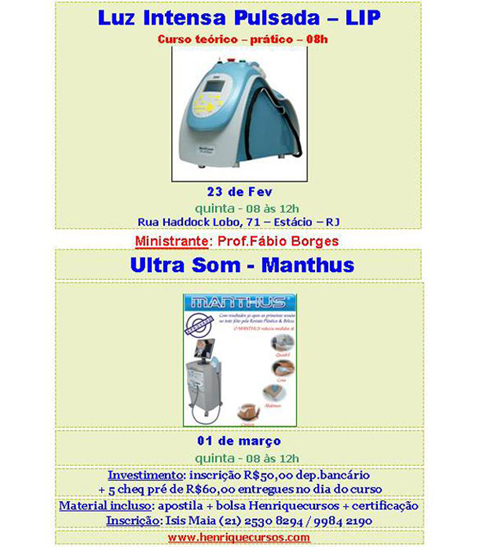 Luz Intensa Pulsada – LIP
Curso teórico – prático – 08h
23 de Fev
quinta - 08 às 12h
Rua Haddock Lobo, 71 – Estácio – RJ
Ministrante: Prof.Fábio Borges
Ultra Som - Manthus
MANTHUS
01 de março
quinta - 08 às 12h
Investimento: inscrição R$50,00 dep.bancário
+ 5 cheq pré de R$60,00 entregues no dia do curso
Material incluso: apostila + bolsa Henriquecursos + certificação
Inscrição: Isis Maia (21) 2530 8294 / 9984 2190
www.henriquecursos.com